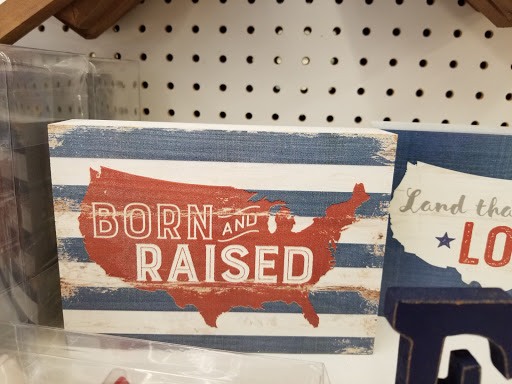 BORN AND
RAISED
Land tha
LO